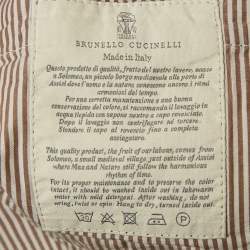 BRUNELLO CUCINELLI
Made in Italy
Questo prodotto di qualità, frutto del nostro lavoro, nasce
a Solomeo, un piccolo borgo medioevale alle porte di
Assisi dove l'uomo e la natura conoscono ancora i ritmi
armoniosi del tempo.
Per una corretta manutenzione e una buona
conservazione del colore, si raccomanda il lavaggio in
acqua tiepida con sapone neutro e al rovescio.
Dopo il lavaggio non centrifugare né torcere.
Stendere il capo dal rovescio fino a completo
asciugatura.
This quality product, the fruit of our labour, comes from
Solomeo, a small medieval village just outside of Assisi
where Man and Nature still follow the harmonious
rhythm of time.
For correct maintenance and to preserve the color
intact, it should be washed inside out in lukewarm
water with mild detergent. After washing, do not
wring, twist or spin. Hang to dry, turned inside out.